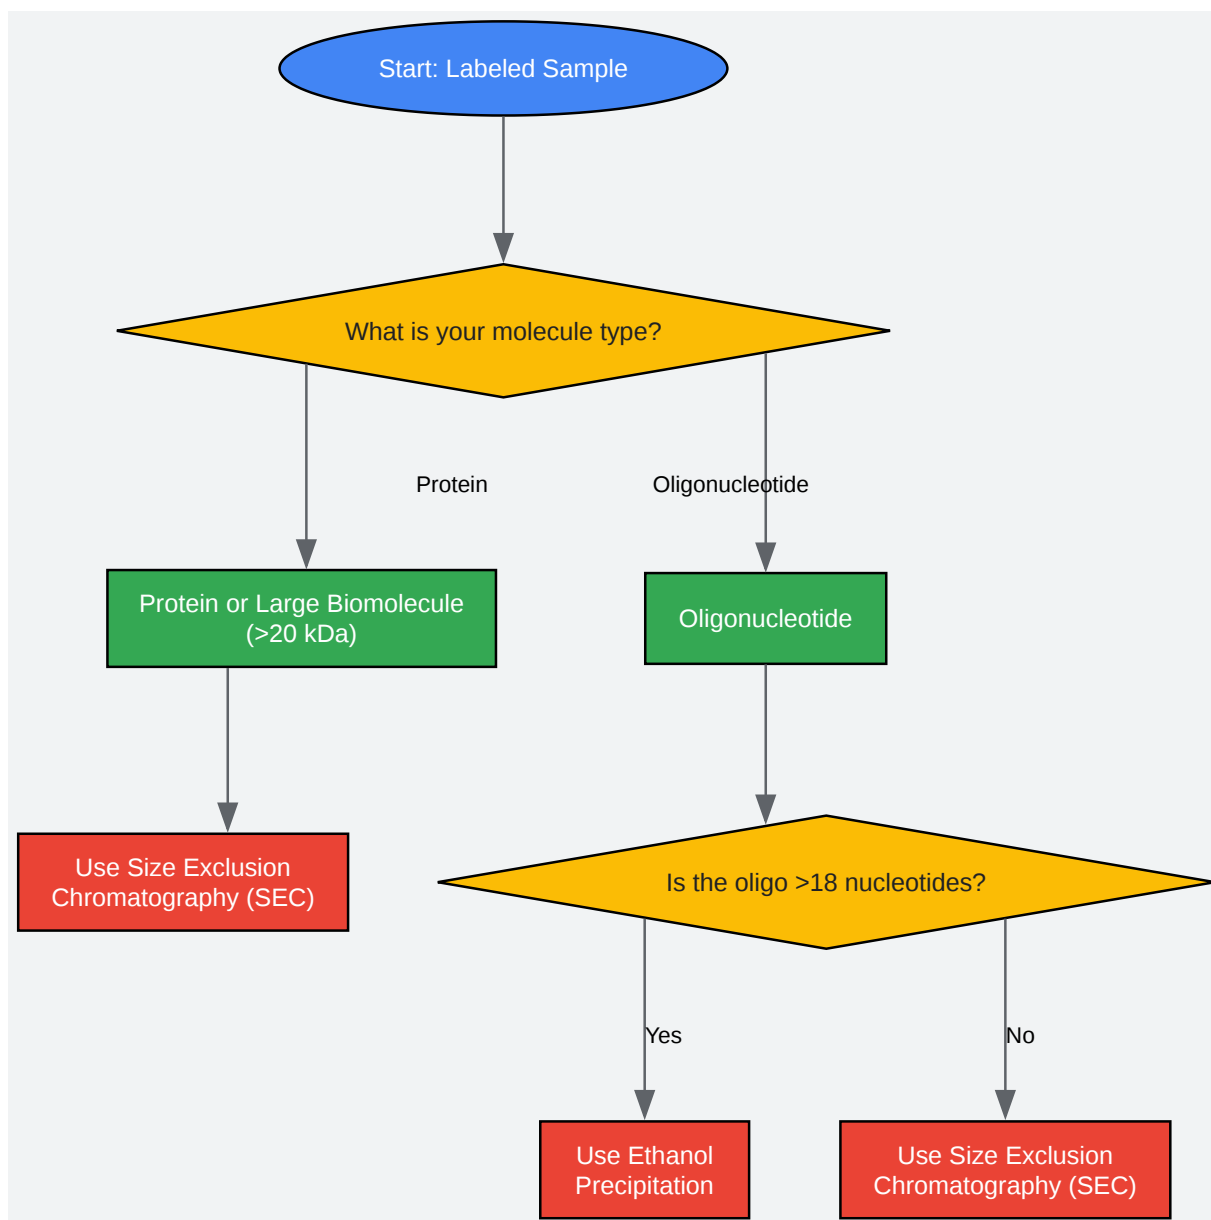 Start: Labeled Sample
What is your molecule type?
Protein
Oligonucleotide
Protein or Large Biomolecule
(>20 kDa)
Oligonucleotide
Use Size Exclusion
Chromatography (SEC)
Is the oligo >18 nucleotides?
Yes
No
Use Ethanol
Precipitation
Use Size Exclusion
Chromatography (SEC)